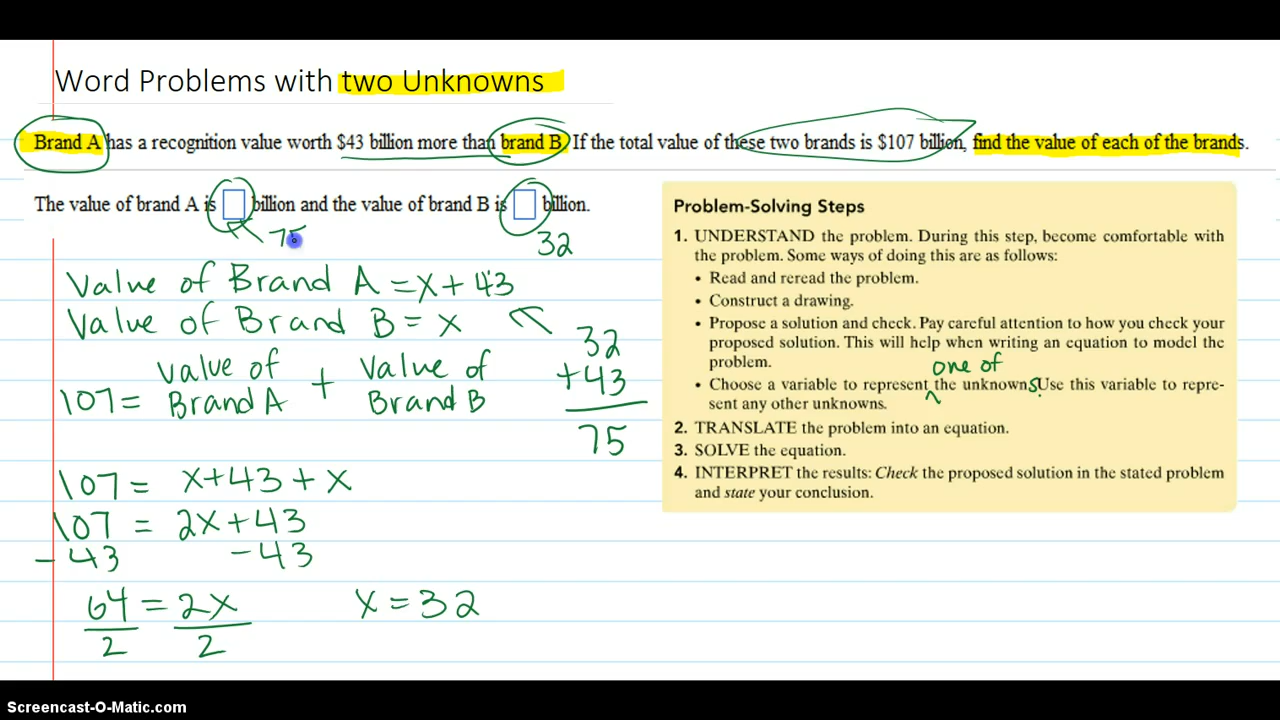 Word Problems with two Unknowns
Brand A has a recognition value worth $43 billion more than brand B. If the total value of these two brands is $107 billion, find the value of each of the brands.
The value of brand A is billion and the value of brand B is billion.
75
32
Value of Brand A = x + 43
Value of Brand B = x
107 = Value of Brand A + Value of Brand B
32
+43
75
107 = x+43 + x
107 = 2x + 43
-43 -43
64 = 2x
2 2
x = 32
Problem-Solving Steps
1. UNDERSTAND the problem. During this step, become comfortable with
the problem. Some ways of doing this are as follows:
• Read and reread the problem.
• Construct a drawing.
• Propose a solution and check. Pay careful attention to how you check your
proposed solution. This will help when writing an equation to model the
problem.
one of
• Choose a variable to represent ^ the unknowns. Use this variable to repre-
sent any other unknowns.
2. TRANSLATE the problem into an equation.
3. SOLVE the equation.
4. INTERPRET the results: Check the proposed solution in the stated problem
and state your conclusion.
Screencast-O-Matic.com